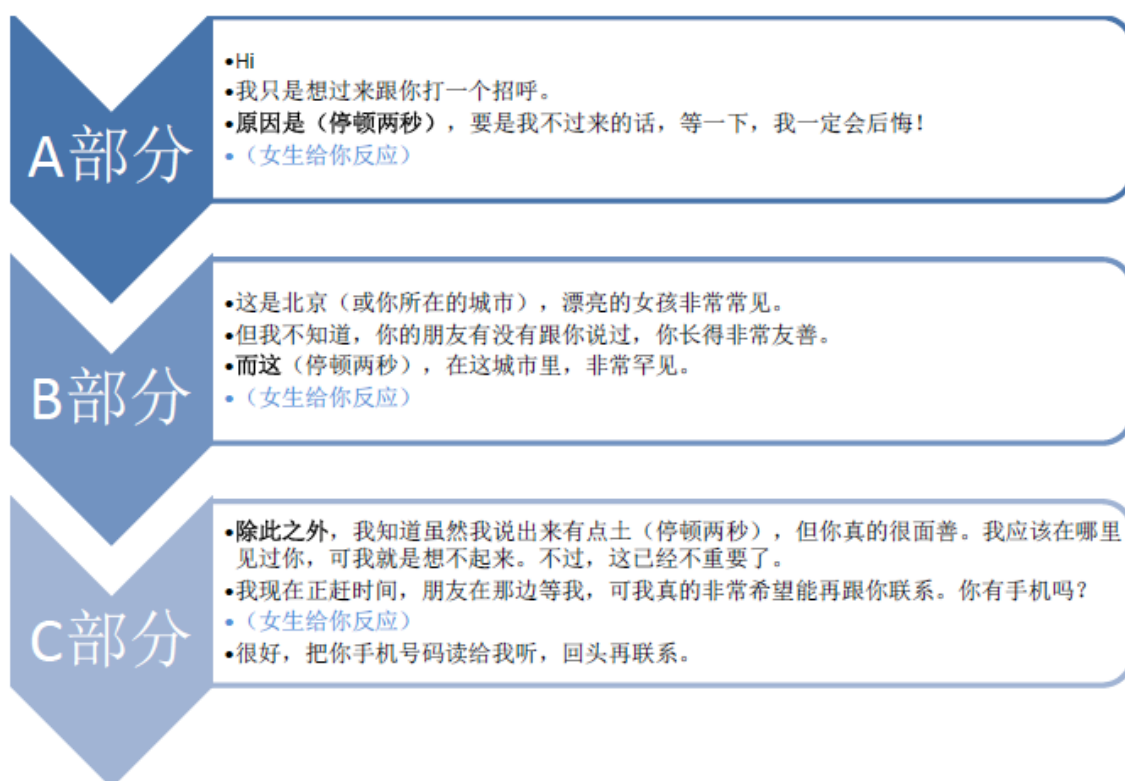 •Hi
•我只是想过来跟你打一个招呼。
•原因是（停顿两秒），要是我不过来的话，等一下，我一定会后悔！
•（女生给你反应）
A部分
•这是北京（或你所在的城市），漂亮的女孩非常常见。
•但我不知道，你的朋友有没有跟你说过，你长得非常友善。
•而这（停顿两秒），在这城市里，非常罕见。
•（女生给你反应）
B部分
•除此之外，我知道虽然我说出来有点土（停顿两秒），但你真的很面善。我应该在哪里
见过你，可我就是想不起来。不过，这已经不重要了。
•我现在正赶时间，朋友在那边等我，可我真的非常希望能再跟你联系。你有手机吗？
•（女生给你反应）
•很好，把你手机号码读给我听，回头再联系。
C部分